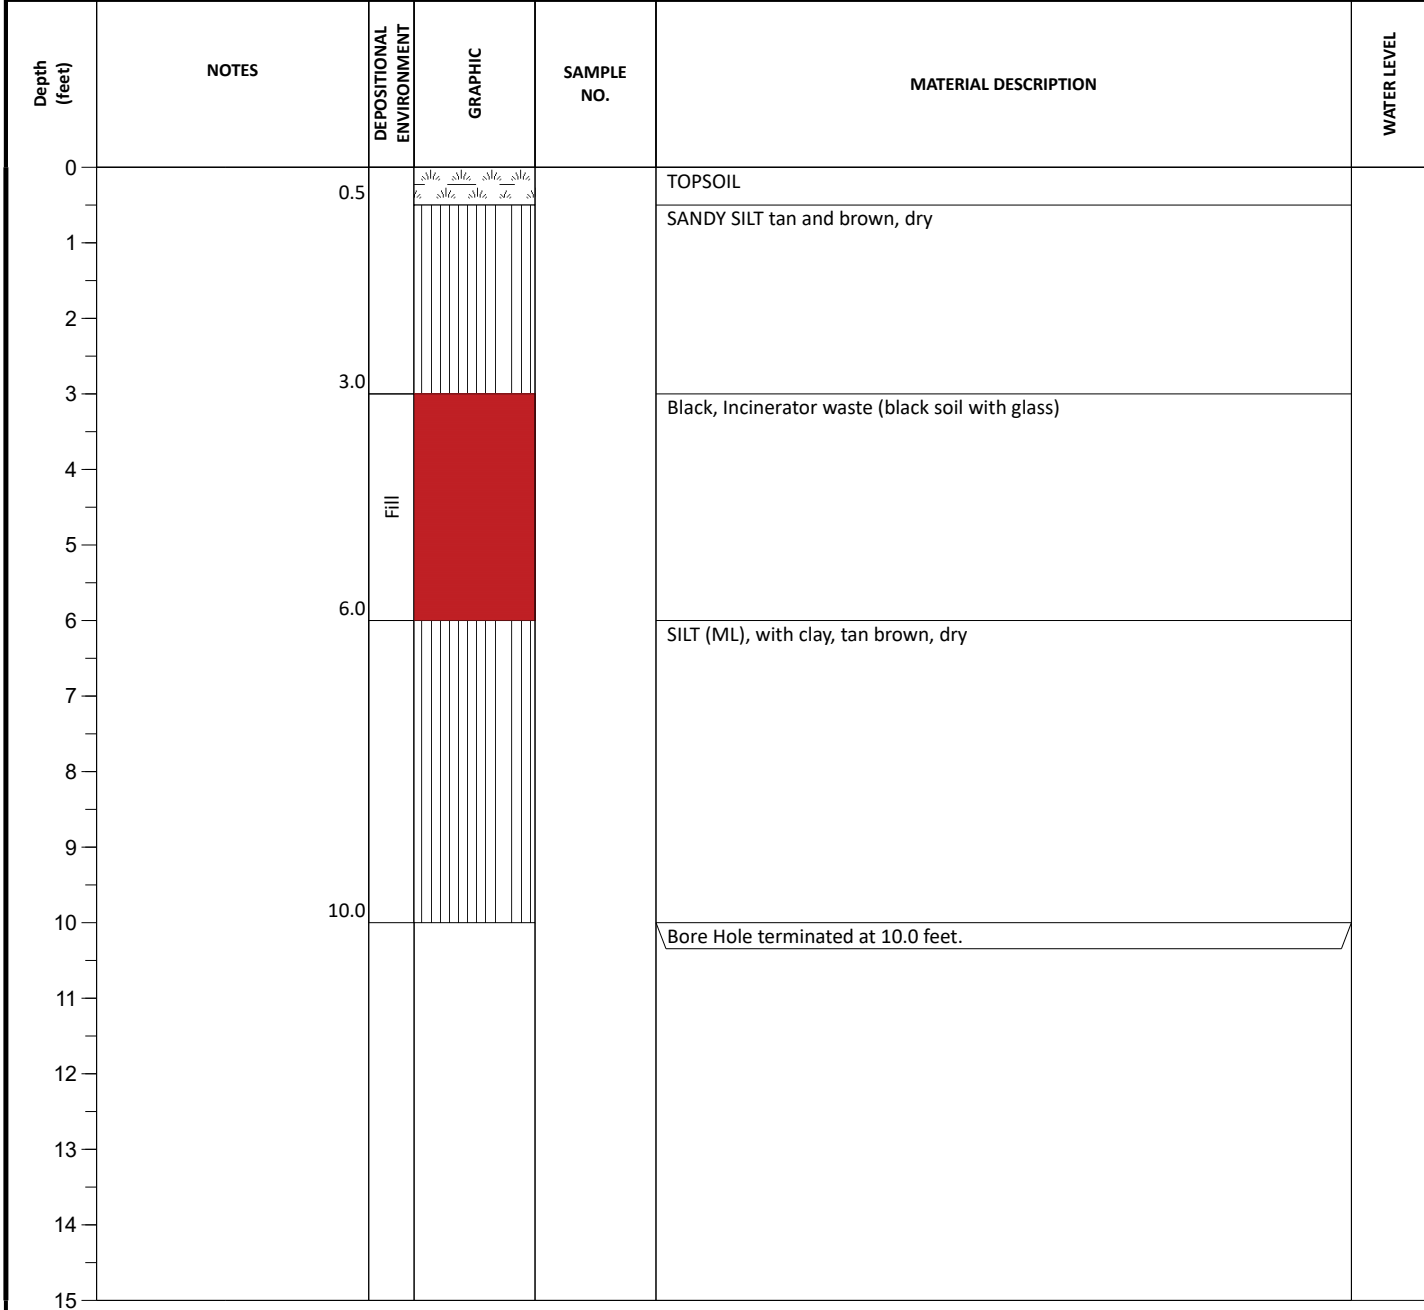 Depth
(feet)
NOTES
DEPOSITIONAL
ENVIRONMENT
GRAPHIC
SAMPLE
NO.
MATERIAL DESCRIPTION
WATER LEVEL
0
TOPSOIL
0.5
SANDY SILT tan and brown, dry
1
2
3.0
3
Black, Incinerator waste (black soil with glass)
4
Fill
5
6.0
6
SILT (ML), with clay, tan brown, dry
7
8
9
10.0
10
Bore Hole terminated at 10.0 feet.
11
12
13
14
15